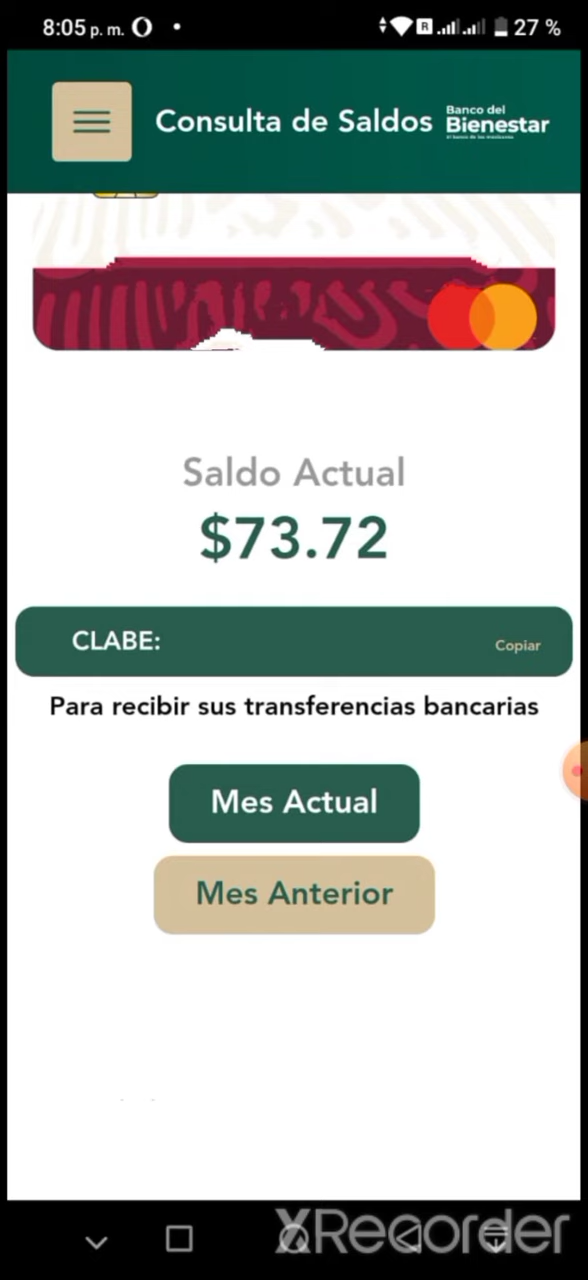 8:05 p. m.
R
27 %
Consulta de Saldos
Banco del
Bienestar
Saldo Actual
$73.72
CLABE:
Copiar
Para recibir sus transferencias bancarias
Mes Actual
Mes Anterior
XRecorder